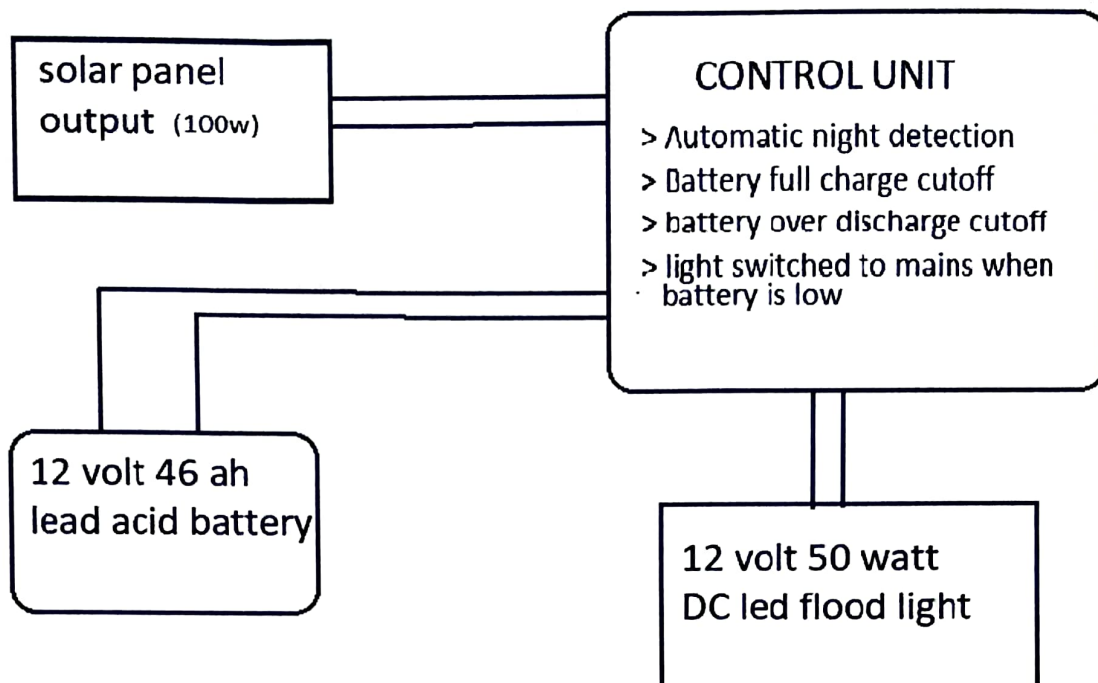 solar panel
output (100w)
CONTROL UNIT
> Automatic night detection
> Battery full charge cutoff
> battery over discharge cutoff
> light switched to mains when
battery is low
12 volt 46 ah
lead acid battery
12 volt 50 watt
DC led flood light